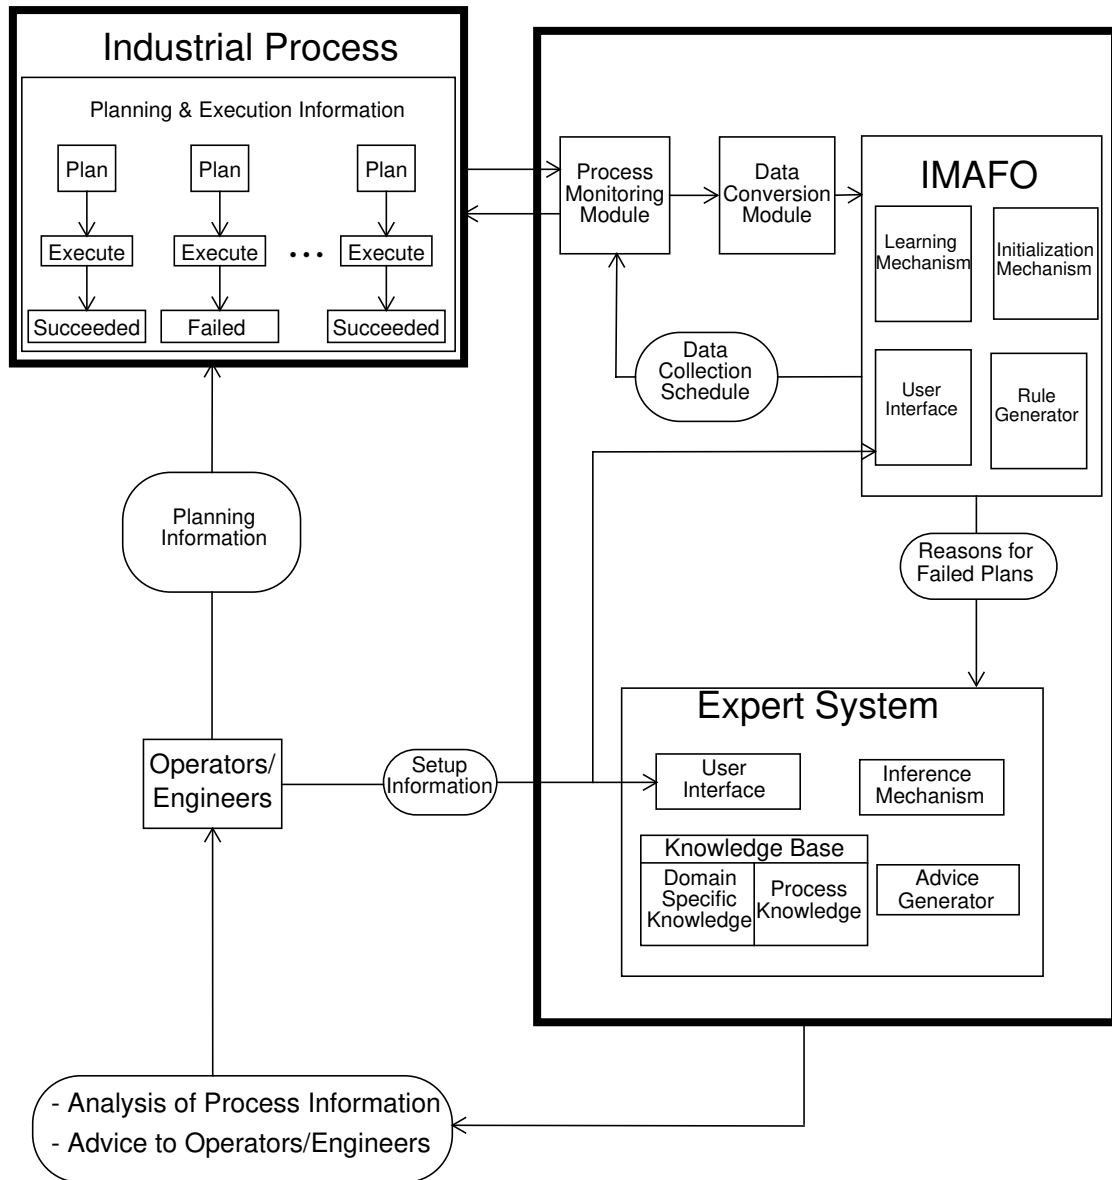 Industrial Process
Planning & Execution Information
Plan
Plan
Plan
Execute
Execute
...
Execute
Succeeded
Failed
Succeeded
Process
Monitoring
Module
Data
Conversion
Module
IMAFO
Learning
Mechanism
Initialization
Mechanism
User
Interface
Rule
Generator
Data
Collection
Schedule
Planning
Information
Reasons for
Failed Plans
Operators/
Engineers
Setup
Information
Expert System
User
Interface
Inference
Mechanism
Knowledge Base
Domain
Specific
Knowledge
Process
Knowledge
Advice
Generator
- Analysis of Process Information
- Advice to Operators/Engineers